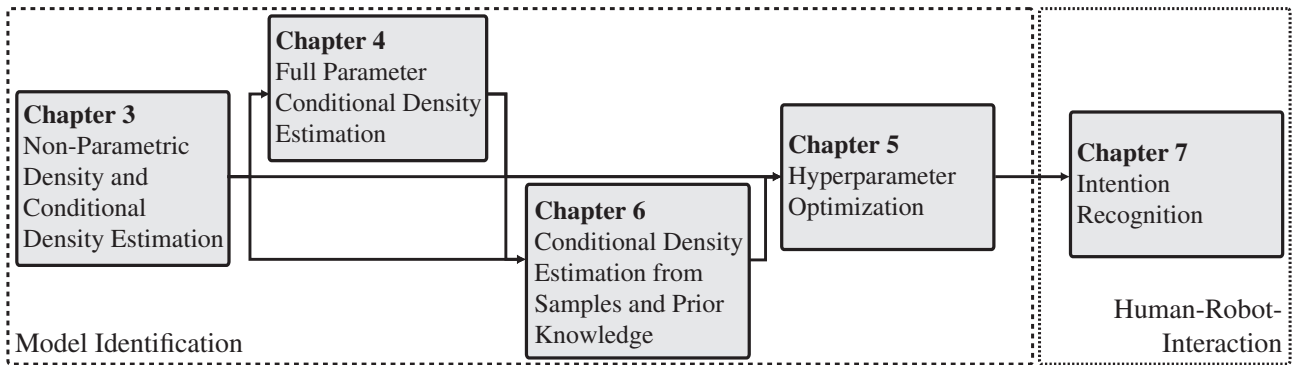 Chapter 3
Non-Parametric
Density and
Conditional
Density Estimation
Chapter 4
Full Parameter
Conditional Density
Estimation
Chapter 6
Conditional Density
Estimation from
Samples and Prior
Knowledge
Chapter 5
Hyperparameter
Optimization
Model Identification
Chapter 7
Intention
Recognition
Human-Robot-
Interaction